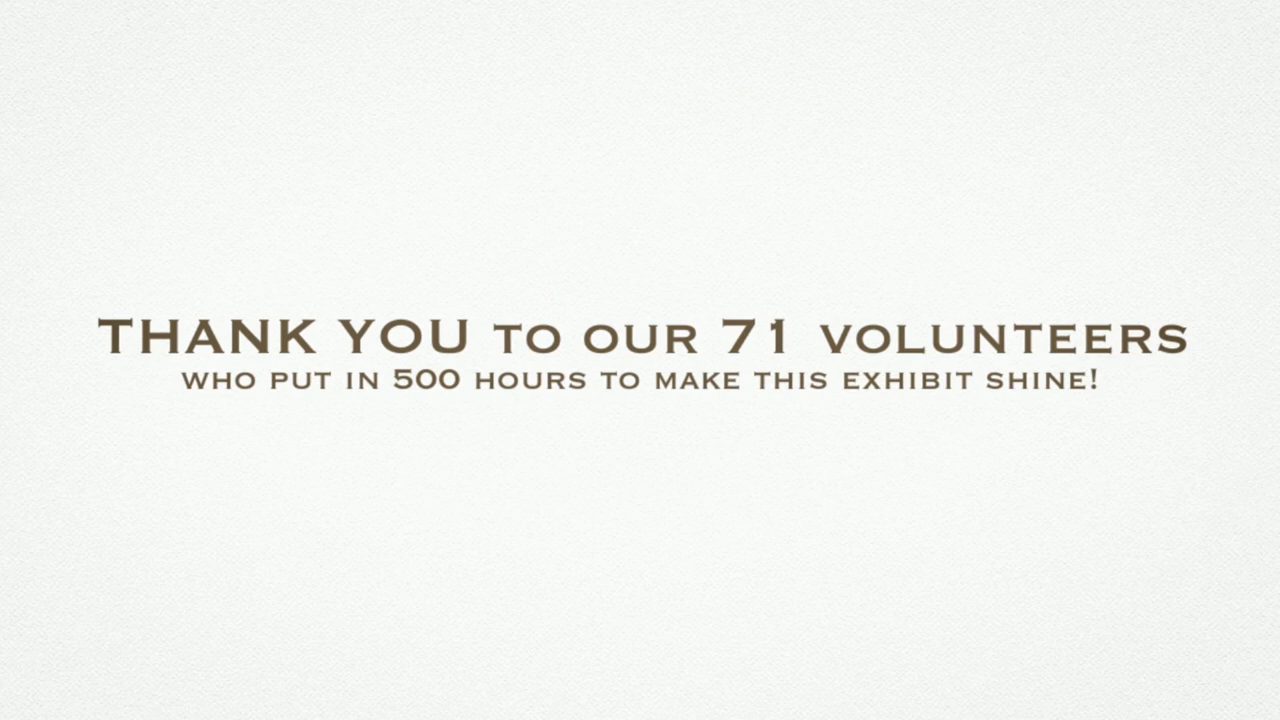 THANK YOU TO OUR 71 VOLUNTEERS
WHO PUT IN 500 HOURS TO MAKE THIS EXHIBIT SHINE!